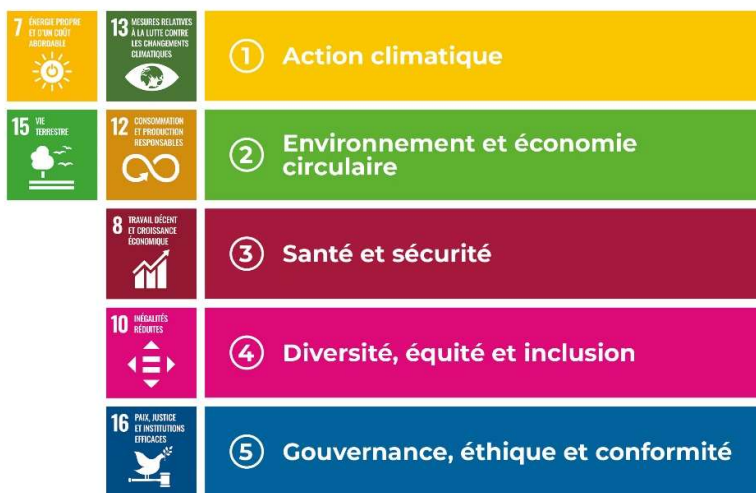 7 ÉNERGIE PROPRE
ET D'UN COÛT
ABORDABLE
13 MESURES RELATIVES
À LA LUTTE CONTRE
LES CHANGEMENTS
CLIMATIQUES
1 Action climatique
15 VIE
TERRESTRE
12 CONSOMMATION
ET PRODUCTION
RESPONSABLES
2 Environnement et économie
circulaire
8 TRAVAIL DÉCENT
ET CROISSANCE
ÉCONOMIQUE
3 Santé et sécurité
10 INÉGALITÉS
RÉDUITES
4 Diversité, équité et inclusion
16 PAIX, JUSTICE
ET INSTITUTIONS
EFFICACES
5 Gouvernance, éthique et conformité